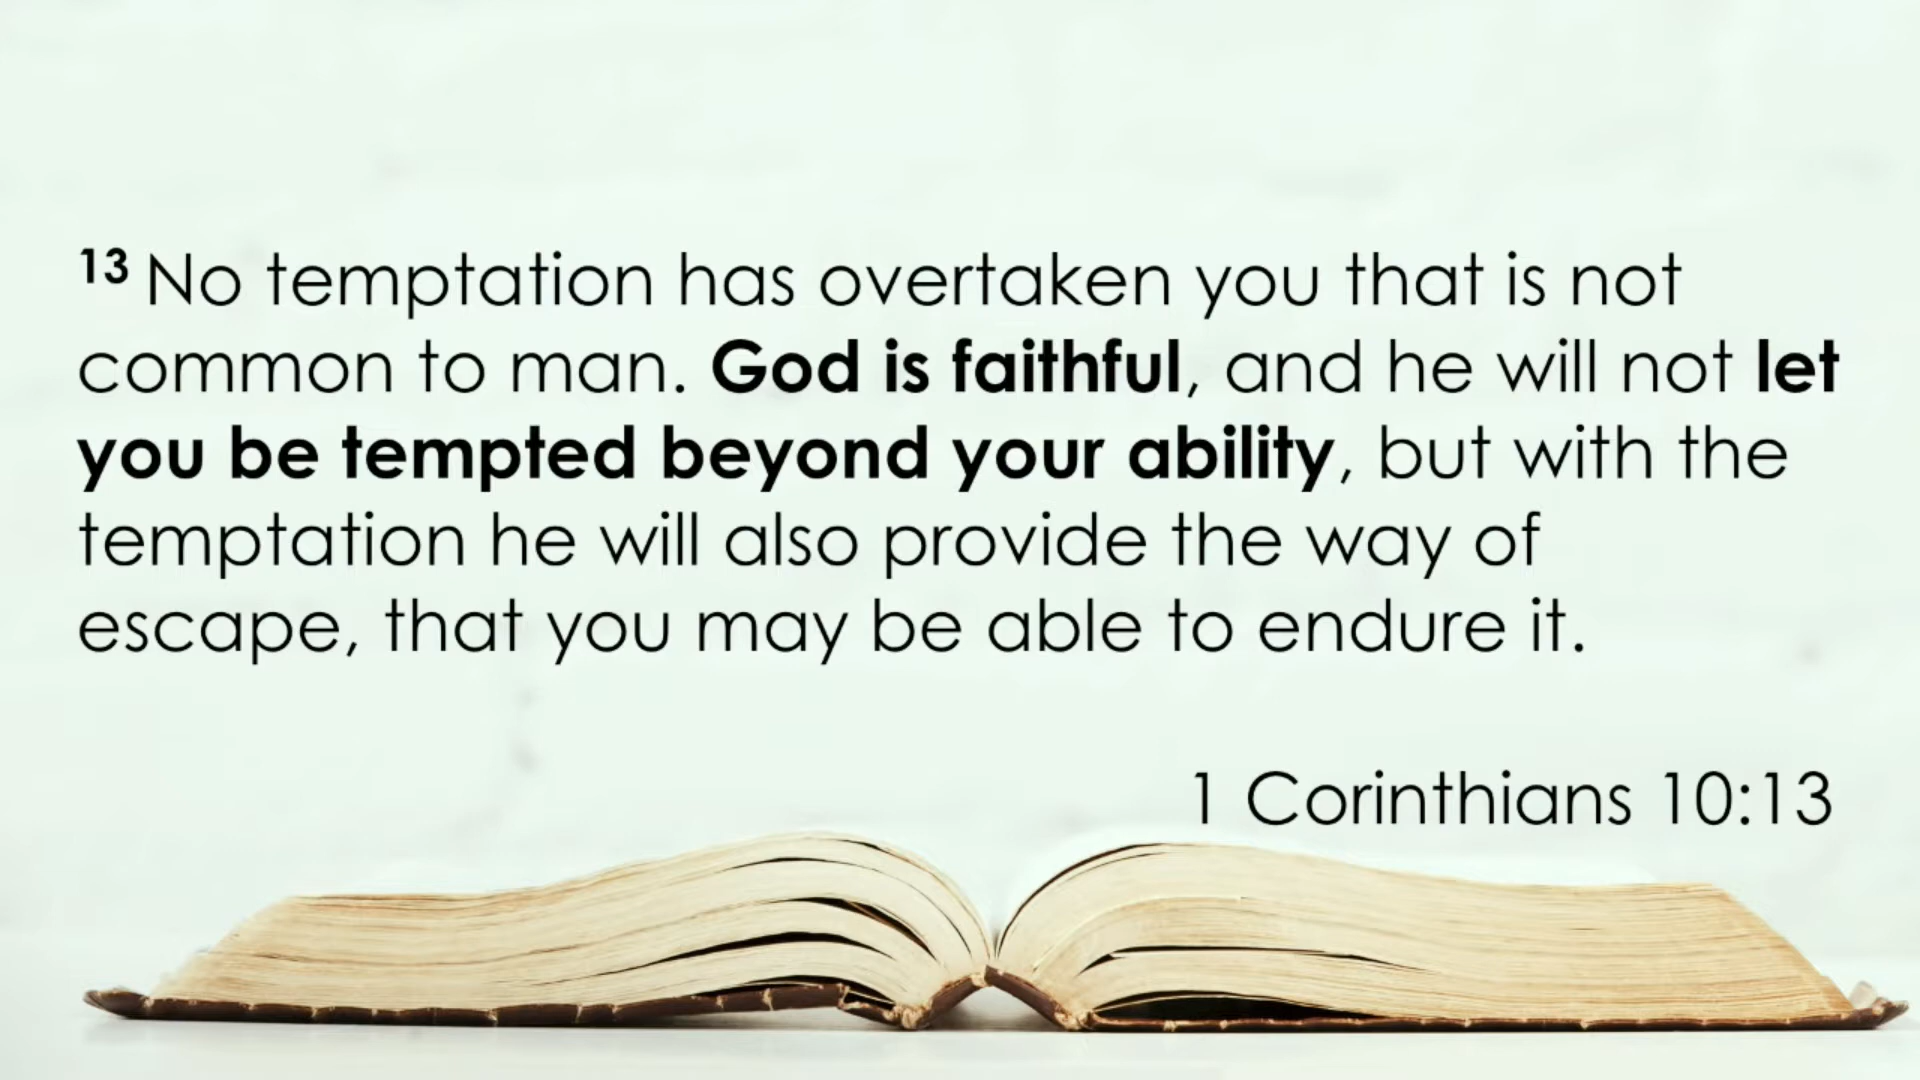 13 No temptation has overtaken you that is not
common to man. God is faithful, and he will not let
you be tempted beyond your ability, but with the
temptation he will also provide the way of
escape, that you may be able to endure it.
1 Corinthians 10:13